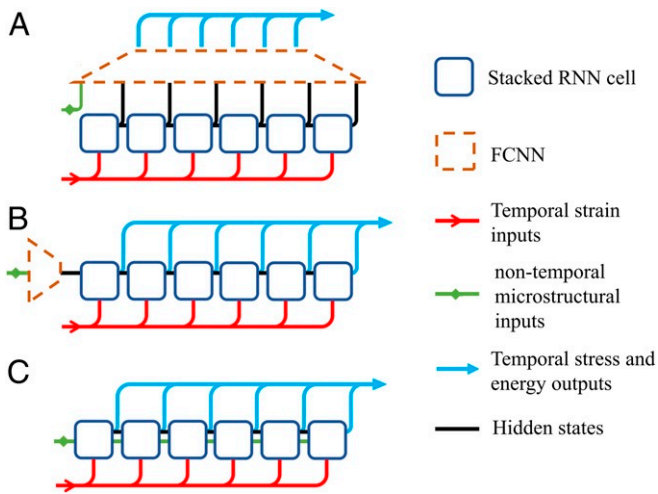 A
B
C
Stacked RNN cell
FCNN
Temporal strain
inputs
non-temporal
microstructural
inputs
Temporal stress and
energy outputs
Hidden states